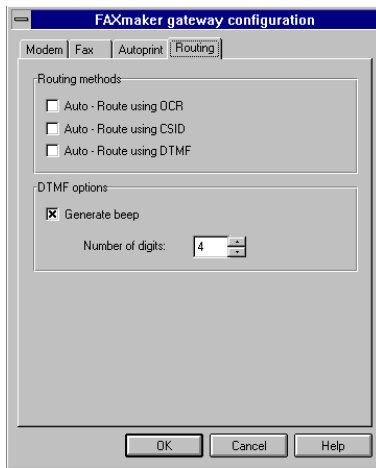 FAXmaker gateway configuration
Modem Fax Autoprint Routing
Routing methods
Auto - Route using OCR
Auto - Route using CSID
Auto - Route using DTMF
DTMF options
Generate beep
Number of digits: 4
OK Cancel Help